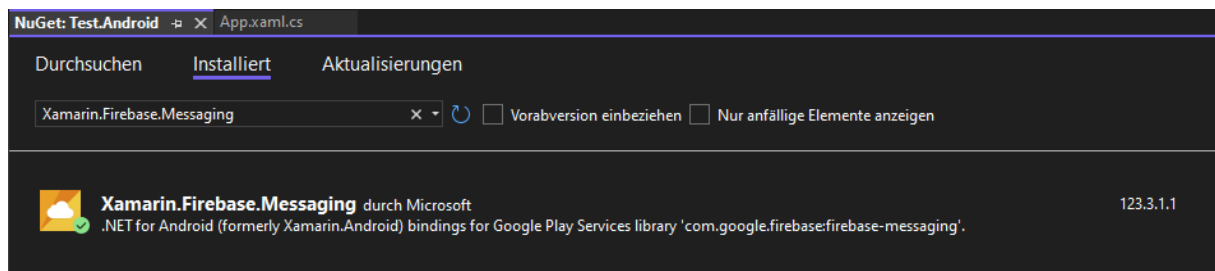 NuGet: Test.Android App.xaml.cs
Durchsuchen Installiert Aktualisierungen
Xamarin.Firebase.Messaging Vorabversion einbeziehen Nur anfällige Elemente anzeigen
Xamarin.Firebase.Messaging durch Microsoft 123.3.1.1
.NET for Android (formerly Xamarin.Android) bindings for Google Play Services library 'com.google.firebase:firebase-messaging'.